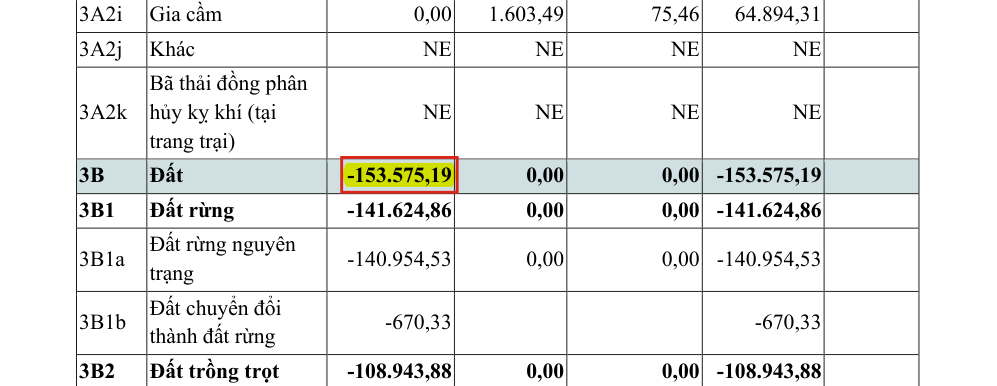 3A2i Gia cầm 0,00 1.603,49 75,46 64.894,31
3A2j Khác NE NE NE NE
Bã thải đồng phân
3A2k hủy kỵ khí (tại NE NE NE NE
trang trại)
3B Đất -153.575,19 0,00 0,00 -153.575,19
3B1 Đất rừng -141.624,86 0,00 0,00 -141.624,86
Đất rừng nguyên
3B1a -140.954,53 0,00 0,00 -140.954,53
trạng
Đất chuyển đổi
3B1b -670,33 -670,33
thành đất rừng
3B2 Đất trồng trọt -108.943,88 0,00 0,00 -108.943,88